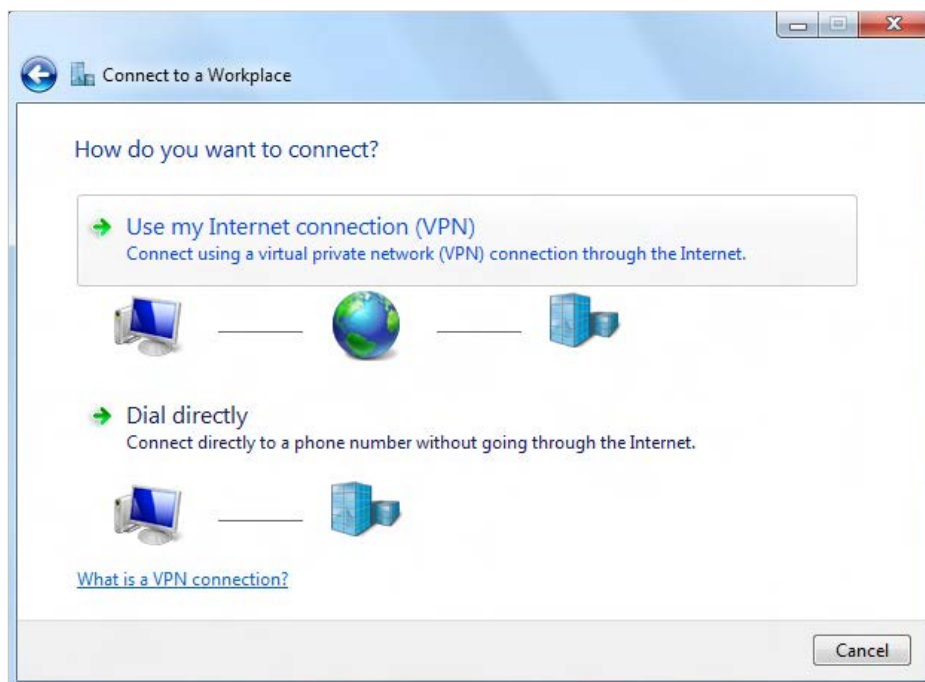 Connect to a Workplace
How do you want to connect?
Use my Internet connection (VPN)
Connect using a virtual private network (VPN) connection through the Internet.
Dial directly
Connect directly to a phone number without going through the Internet.
What is a VPN connection?
Cancel